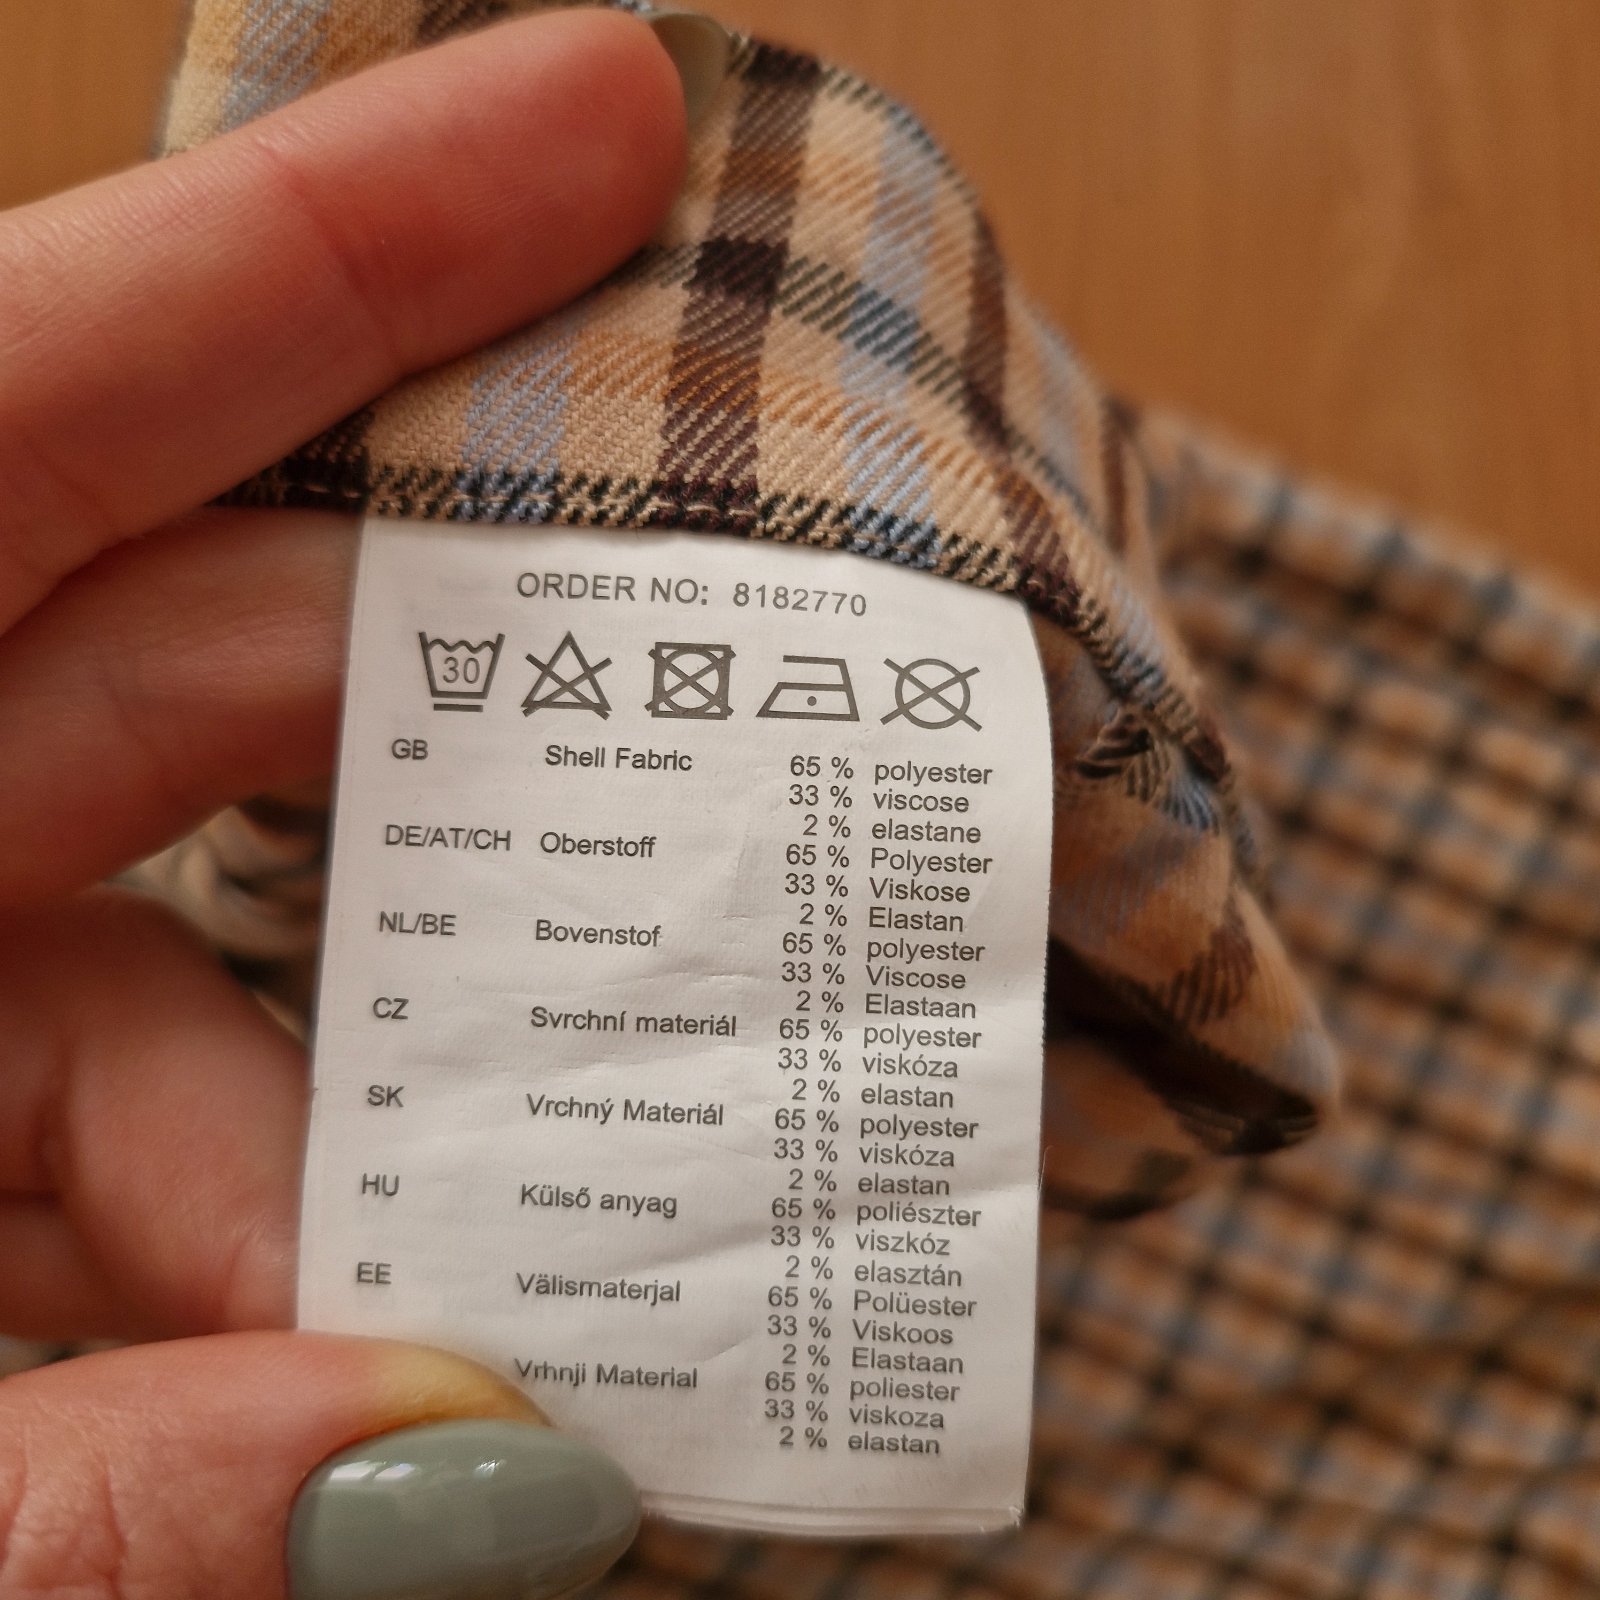 ORDER NO: 8182770
30
GB Shell Fabric 65 % polyester
33 % viscose
2 % elastane
DE/AT/CH Oberstoff 65 % Polyester
33 % Viskose
2 % Elastan
NL/BE Bovenstof 65 % polyester
33 % Viscose
2 % Elastaan
CZ Svrchní materiál 65 % polyester
33 % viskóza
2 % elastan
SK Vrchný Materiál 65 % polyester
33 % viskóza
2 % elastan
HU Külső anyag 65 % poliészter
33 % viszkóz
2 % elasztán
EE Välismaterjal 65 % Polüester
33 % Viskoos
2 % Elastaan
Vrhnji Material 65 % poliester
33 % viskoza
2 % elastan